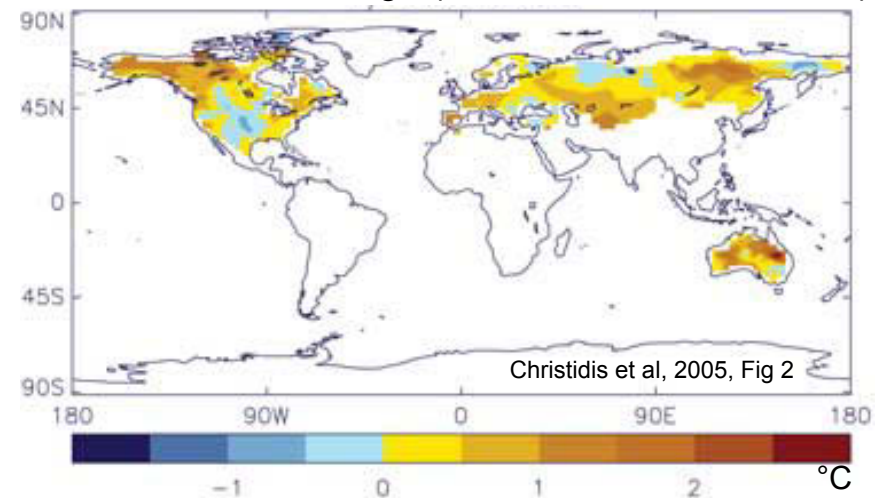 90N
45N
0
45S
90S
Christidis et al, 2005, Fig 2
180 90W 0 90E 180
−1 0 1 2 °C